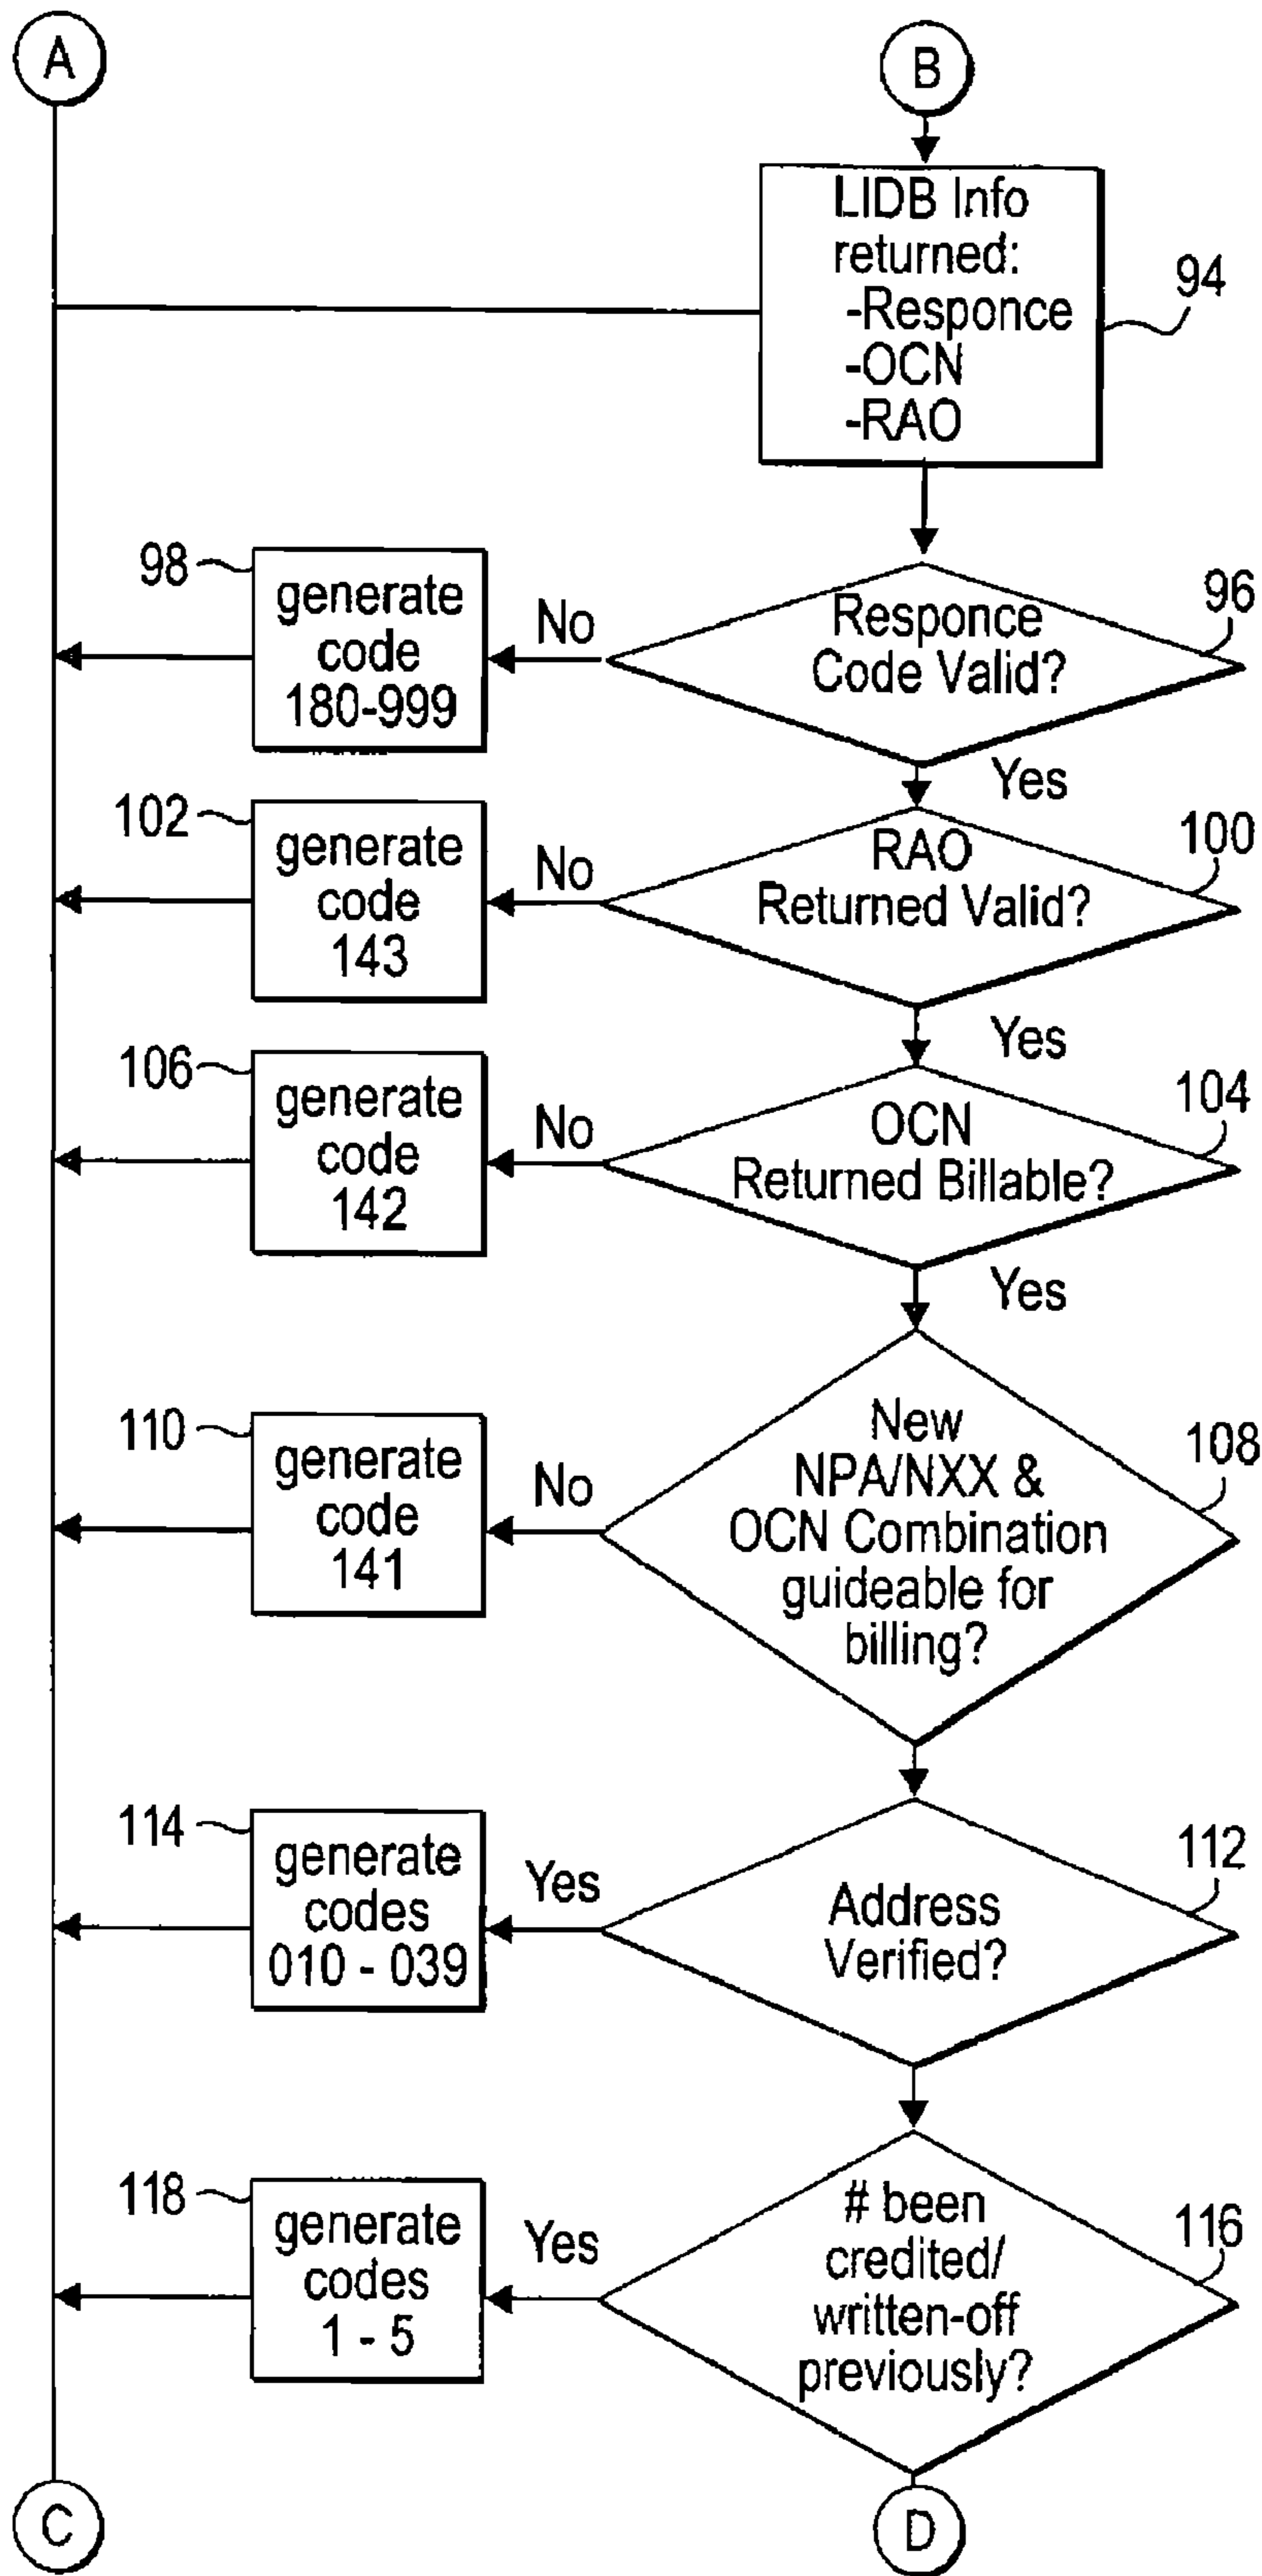 A
B
LIDB Info
returned:
-Responce
-OCN
-RAO
94
98
generate
code
180-999
No
Responce
Code Valid?
96
Yes
102
generate
code
143
No
RAO
Returned Valid?
100
Yes
106
generate
code
142
No
OCN
Returned Billable?
104
Yes
110
generate
code
141
No
New
NPA/NXX &
OCN Combination
guideable for
billing?
108
114
generate
codes
010 - 039
Yes
Address
Verified?
112
118
generate
codes
1 - 5
Yes
# been
credited/
written-off
previously?
116
C
D